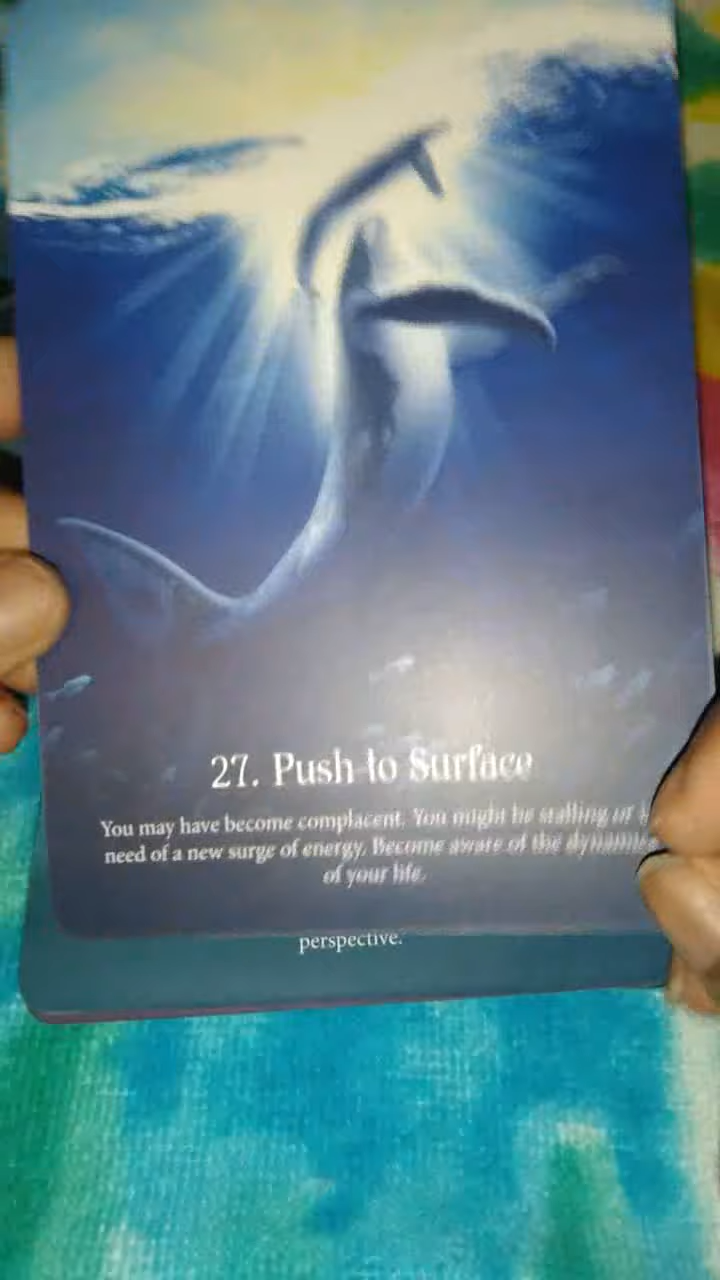 27. Push to Surface
You may have become complacent. You might be stalling or
need of a new surge of energy. Become aware of the dynamics
of your life.
perspective.